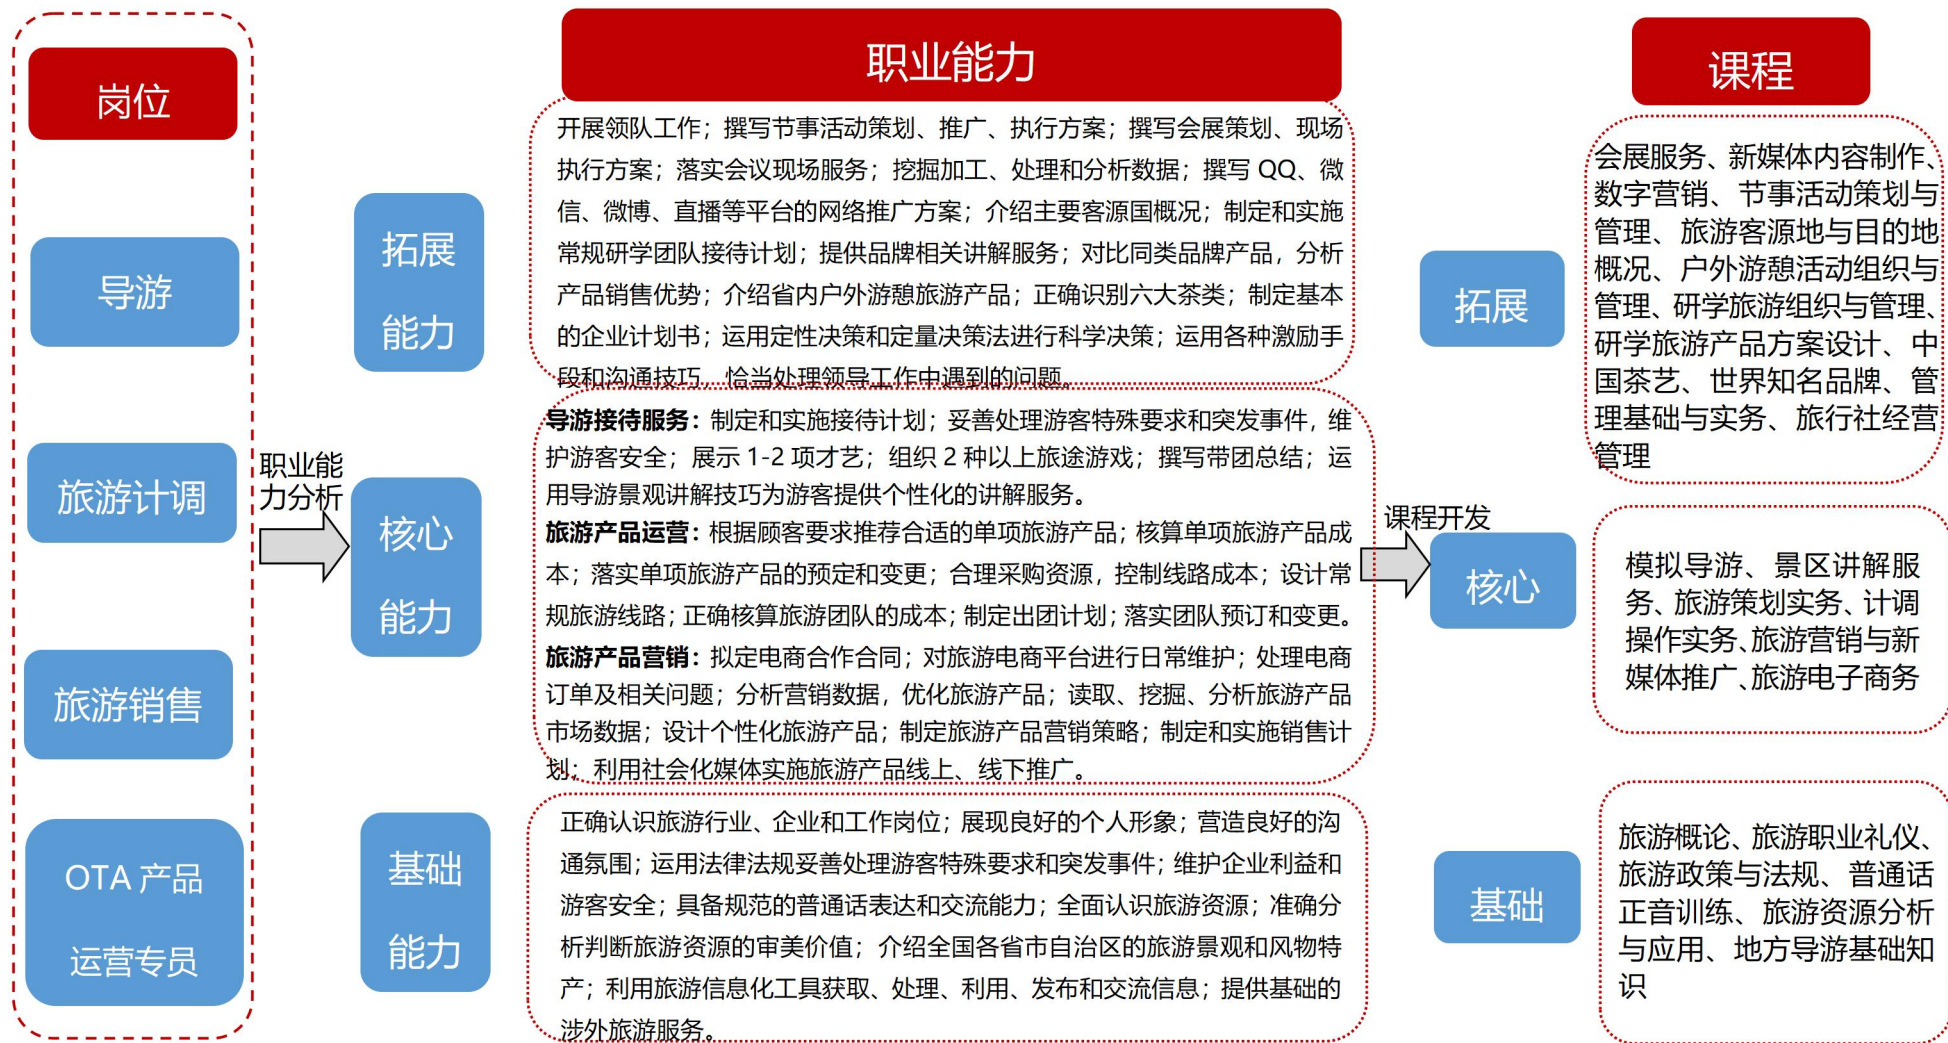 岗位
导游
旅游计调
旅游销售
OTA 产品
运营专员
职业能
力分析
职业能力
拓展
能力
开展领队工作；撰写节事活动策划、推广、执行方案；撰写会展策划、现场
执行方案；落实会议现场服务；挖掘加工、处理和分析数据；撰写 QQ、微
信、微博、直播等平台的网络推广方案；介绍主要客源国概况；制定和实施
常规研学团队接待计划；提供品牌相关讲解服务；对比同类品牌产品，分析
产品销售优势；介绍省内户外游憩旅游产品；正确识别六大茶类；制定基本
的企业计划书；运用定性决策和定量决策法进行科学决策；运用各种激励手
段和沟通技巧，恰当处理领导工作中遇到的问题。
核心
能力
导游接待服务：制定和实施接待计划；妥善处理游客特殊要求和突发事件，维
护游客安全；展示 1-2 项才艺；组织 2 种以上旅途游戏；撰写带团总结；运
用导游景观讲解技巧为游客提供个性化的讲解服务。
旅游产品运营：根据顾客要求推荐合适的单项旅游产品；核算单项旅游产品成
本；落实单项旅游产品的预定和变更；合理采购资源，控制线路成本；设计常
规旅游线路；正确核算旅游团队的成本；制定出团计划；落实团队预订和变更。
旅游产品营销：拟定电商合作合同；对旅游电商平台进行日常维护；处理电商
订单及相关问题；分析营销数据，优化旅游产品；读取、挖掘、分析旅游产品
市场数据；设计个性化旅游产品；制定旅游产品营销策略；制定和实施销售计
划；利用社会化媒体实施旅游产品线上、线下推广。
基础
能力
正确认识旅游行业、企业和工作岗位；展现良好的个人形象；营造良好的沟
通氛围；运用法律法规妥善处理游客特殊要求和突发事件；维护企业利益和
游客安全；具备规范的普通话表达和交流能力；全面认识旅游资源；准确分
析判断旅游资源的审美价值；介绍全国各省市自治区的旅游景观和风物特
产；利用旅游信息化工具获取、处理、利用、发布和交流信息；提供基础的
涉外旅游服务。
课程开发
课程
拓展
会展服务、新媒体内容制作、
数字营销、节事活动策划与
管理、旅游客源地与目的地
概况、户外游憩活动组织与
管理、研学旅游组织与管理、
研学旅游产品方案设计、中
国茶艺、世界知名品牌、管
理基础与实务、旅行社经营
管理
核心
模拟导游、景区讲解服
务、旅游策划实务、计调
操作实务、旅游营销与新
媒体推广、旅游电子商务
基础
旅游概论、旅游职业礼仪、
旅游政策与法规、普通话
正音训练、旅游资源分析
与应用、地方导游基础知
识